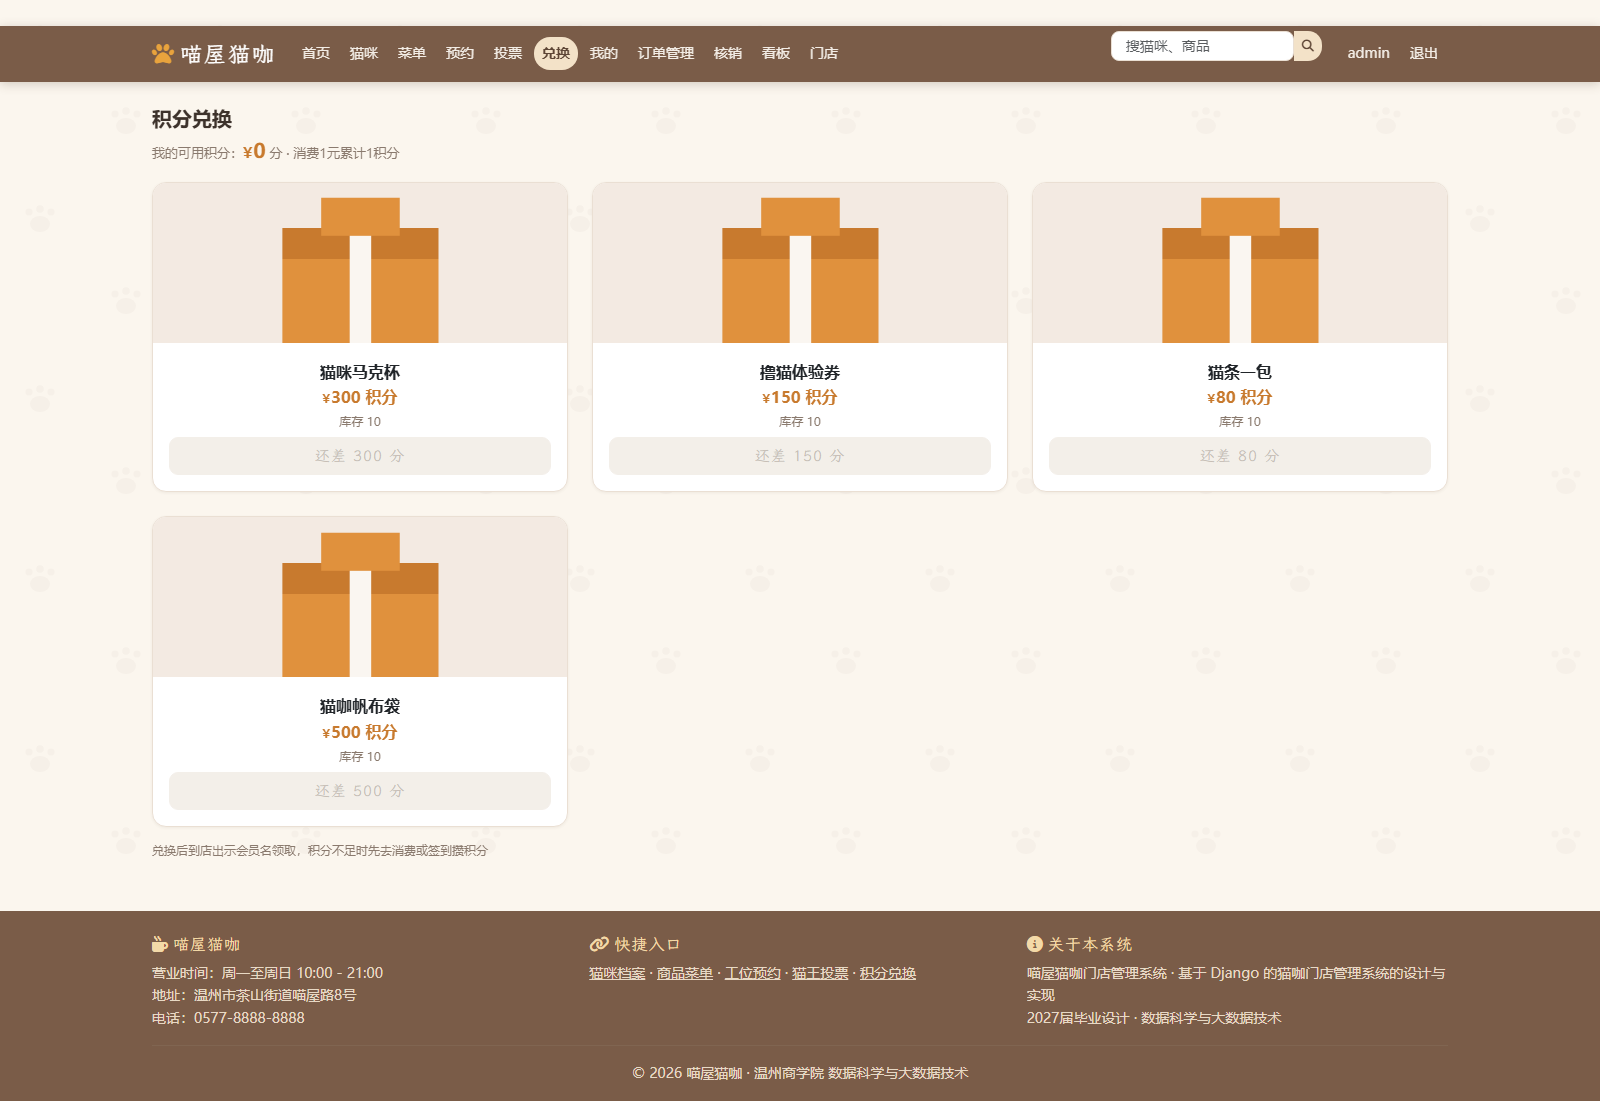 喵屋猫咖
首页 猫咪 菜单 预约 投票 兑换 我的 订单管理 核销 看板 门店
搜猫咪、商品
admin 退出
积分兑换
我的可用积分：¥0 分 · 消费1元累计1积分
猫咪马克杯
¥300 积分
库存 10
还差 300 分
撸猫体验券
¥150 积分
库存 10
还差 150 分
猫条一包
¥80 积分
库存 10
还差 80 分
猫咖帆布袋
¥500 积分
库存 10
还差 500 分
兑换后到店出示会员名领取，积分不足时先去消费或签到攒积分
喵屋猫咖
营业时间：周一至周日 10:00 - 21:00
地址：温州市茶山街道喵屋路8号
电话：0577-8888-8888
快捷入口
猫咪档案 · 商品菜单 · 工位预约 · 猫王投票 · 积分兑换
关于本系统
喵屋猫咖门店管理系统 · 基于 Django 的猫咖门店管理系统的设计与
实现
2027届毕业设计 · 数据科学与大数据技术
© 2026 喵屋猫咖 · 温州商学院 数据科学与大数据技术